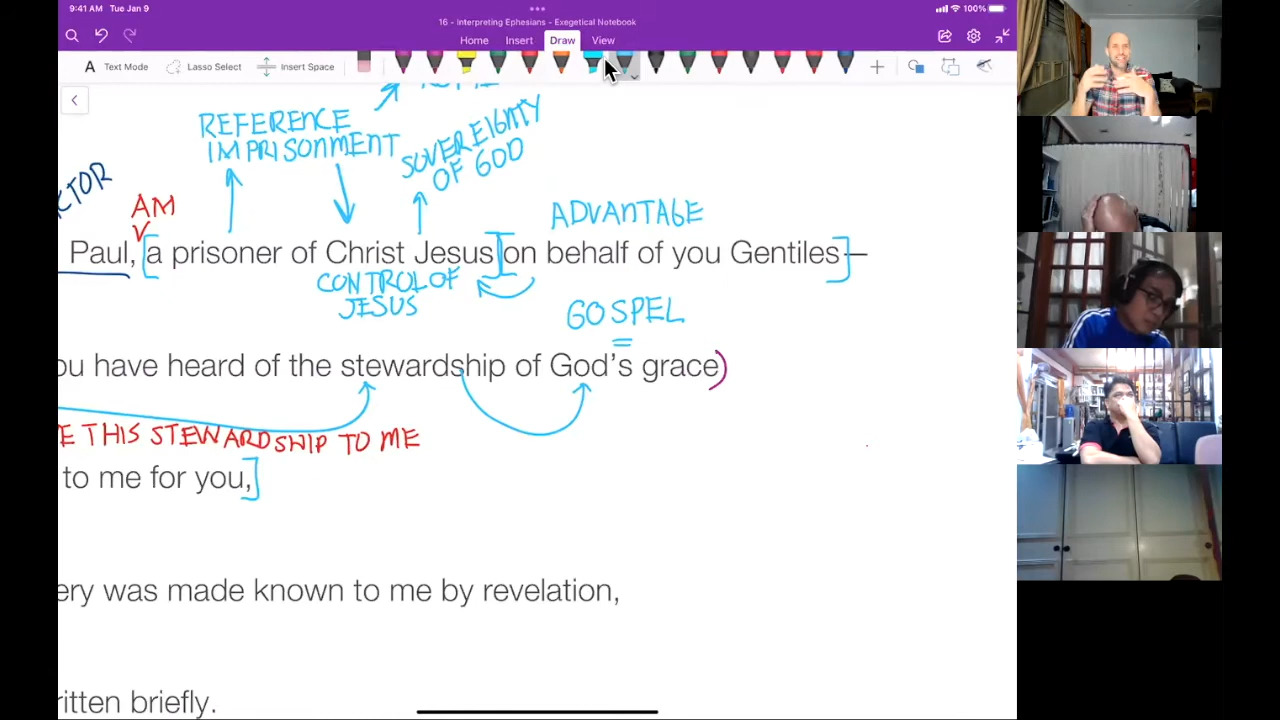 9:41 AM Tue Jan 9
100%
16 - Interpreting Ephesians - Exegetical Notebook
Home Insert Draw View
A Text Mode Lasso Select Insert Space
REFERENCE
IMPRISONMENT
SOVEREIGNTY
OF GOD
CTOR
AM
ADVANTAGE
Paul, [a prisoner of Christ Jesus][on behalf of you Gentiles]—
CONTROL OF
JESUS
GOSPEL
=
ou have heard of the stewardship of God's grace)
E THIS STEWARDSHIP TO ME
to me for you,]
ery was made known to me by revelation,
ritten briefly.